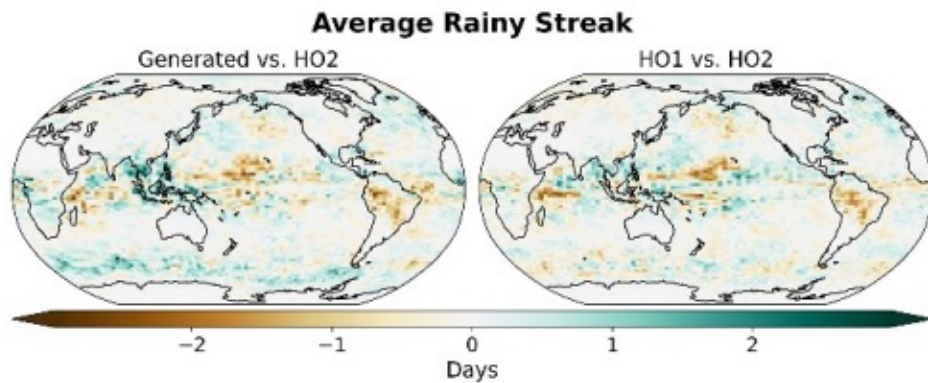 Average Rainy Streak
Generated vs. HO2
HO1 vs. HO2
−2 −1 0 1 2
Days